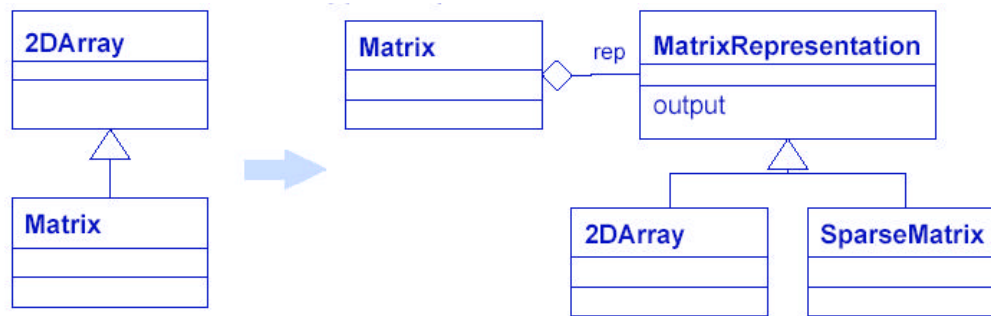 2DArray
Matrix
Matrix
rep
MatrixRepresentation
output
2DArray
SparseMatrix